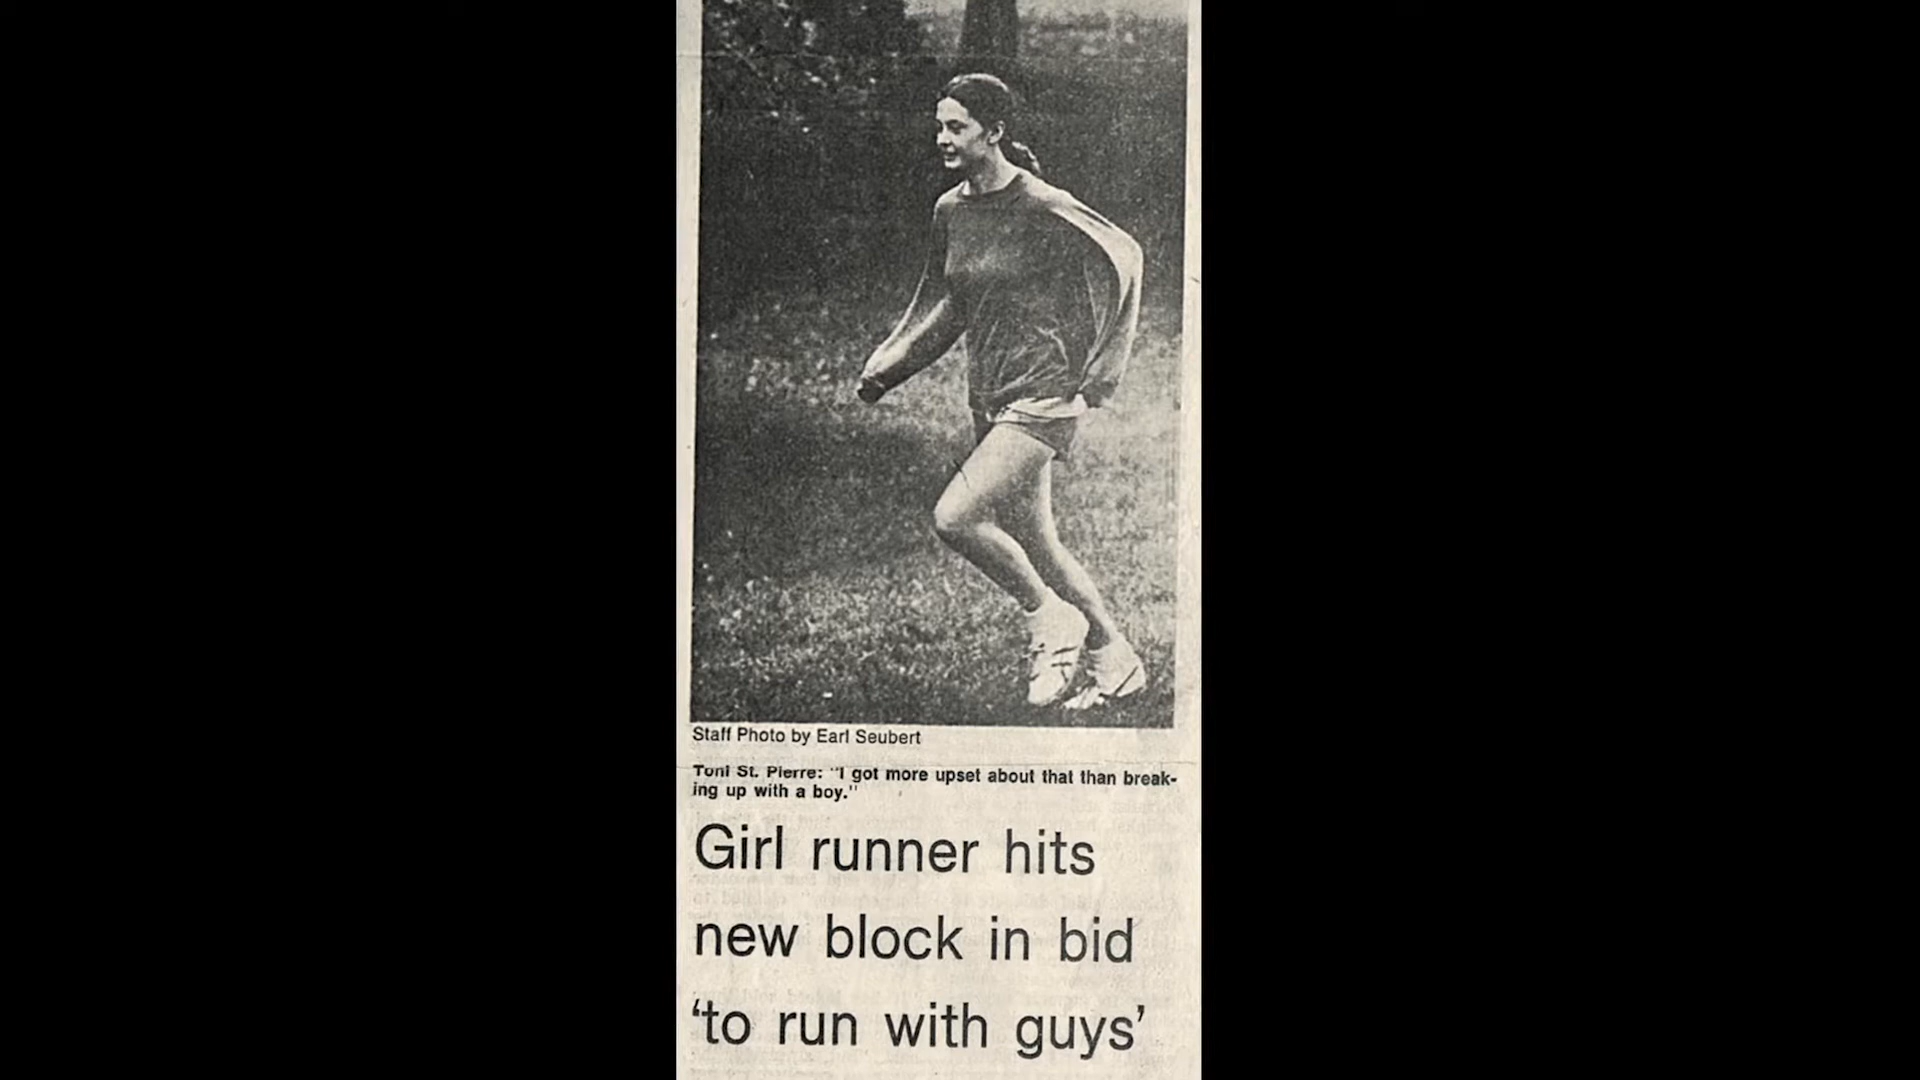 Staff Photo by Earl Seubert
Toni St. Pierre: "I got more upset about that than break-
ing up with a boy."
Girl runner hits
new block in bid
‘to run with guys’